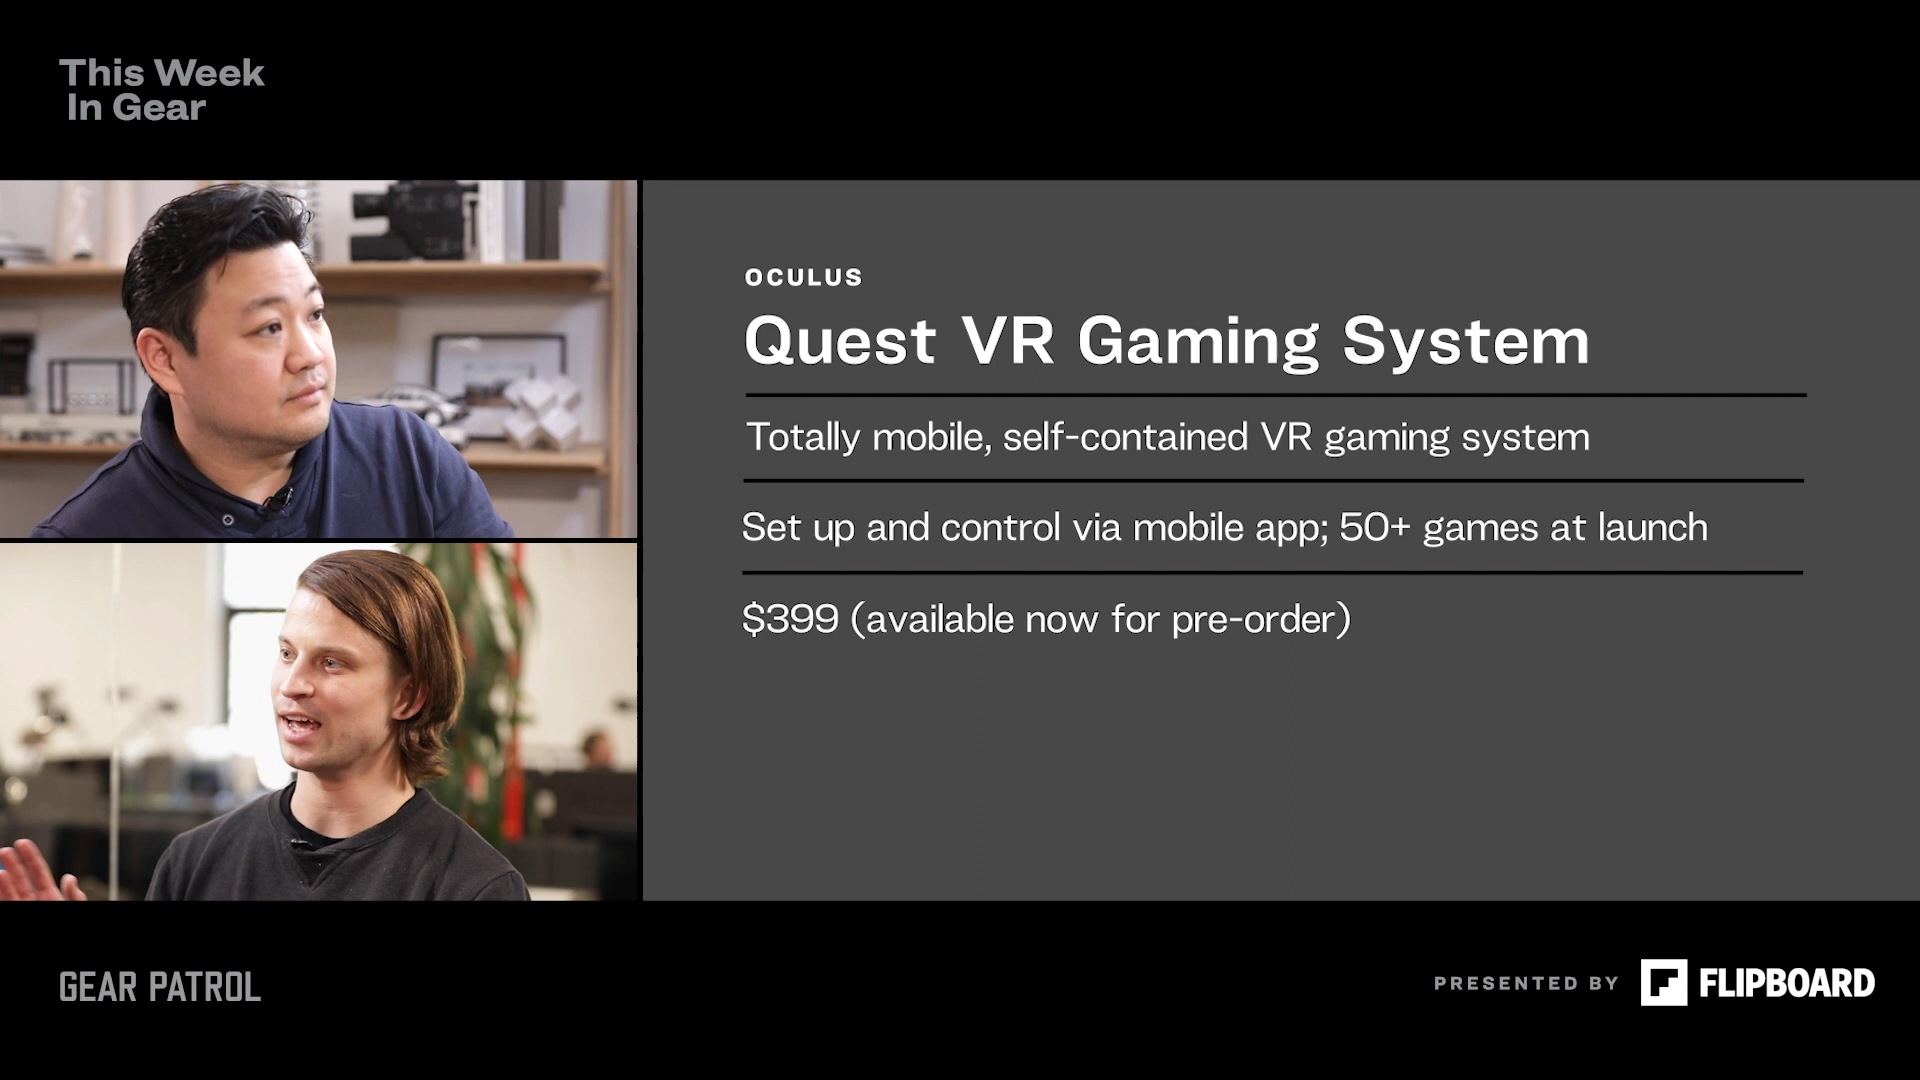 This Week
In Gear
OCULUS
Quest VR Gaming System
Totally mobile, self-contained VR gaming system
Set up and control via mobile app; 50+ games at launch
$399 (available now for pre-order)
GEAR PATROL
PRESENTED BY FLIPBOARD